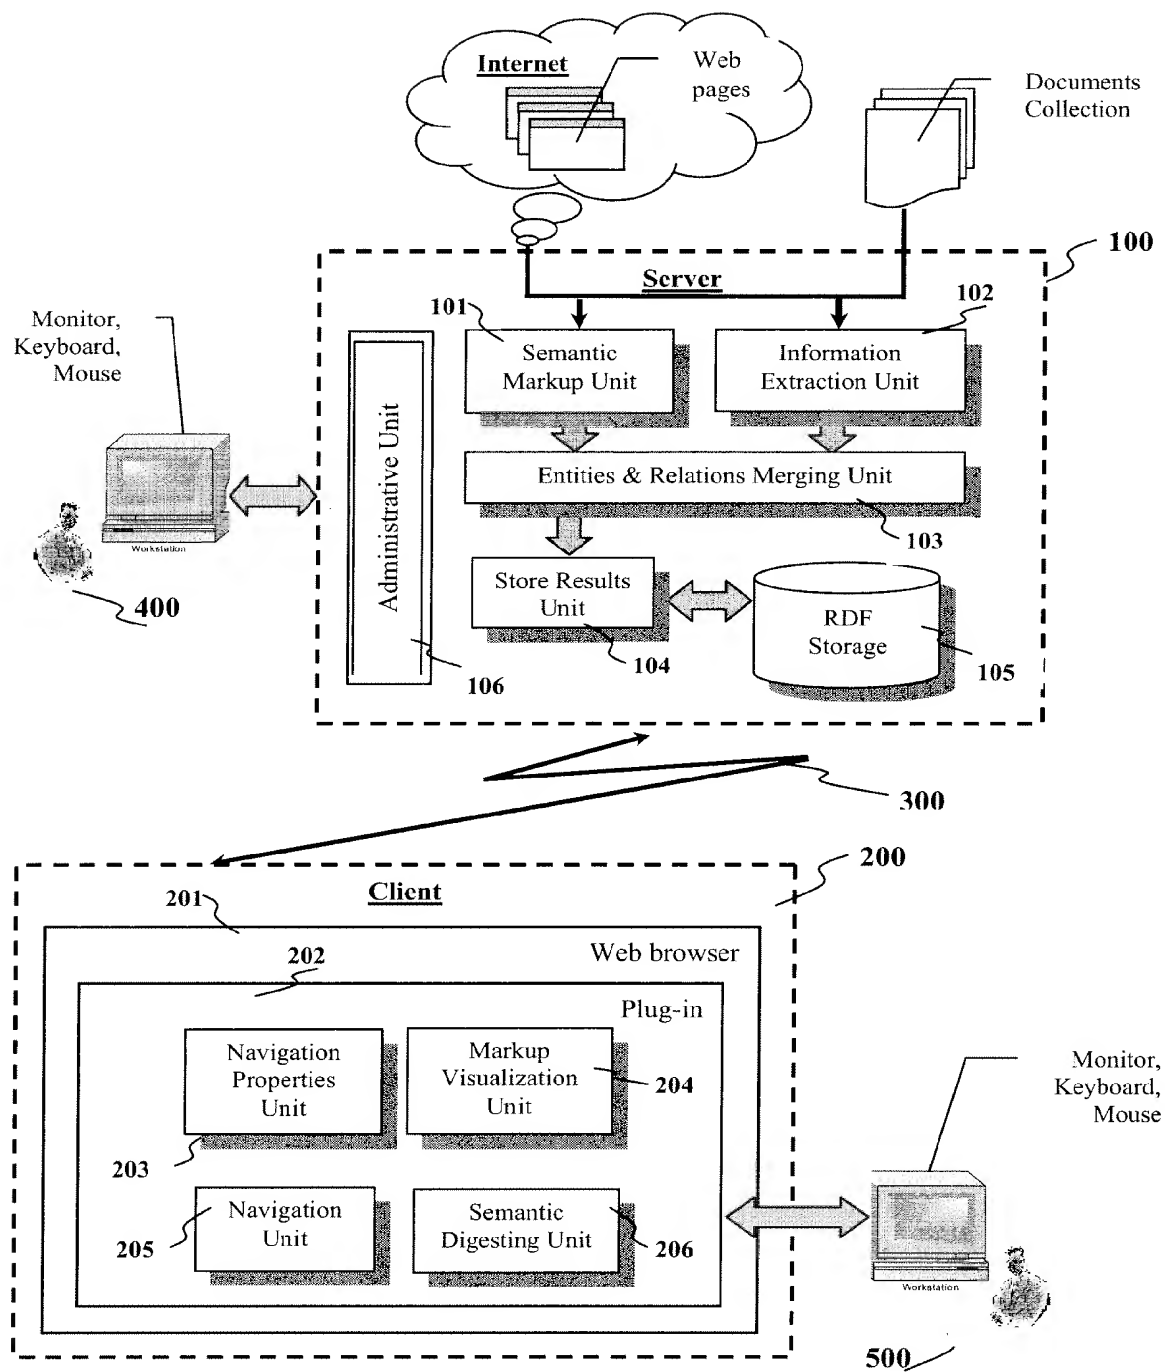 Internet
Web
pages
Documents
Collection
100
Server
101
102
Monitor,
Keyboard,
Mouse
Semantic
Markup Unit
Information
Extraction Unit
Administrative Unit
Entities & Relations Merging Unit
103
Workstation
400
Store Results
Unit
RDF
Storage
104
105
106
300
200
Client
201
Web browser
202
Plug-in
Navigation
Properties
Unit
Markup
Visualization
Unit
204
203
Monitor,
Keyboard,
Mouse
Navigation
Unit
205
Semantic
Digesting Unit
206
Workstation
500